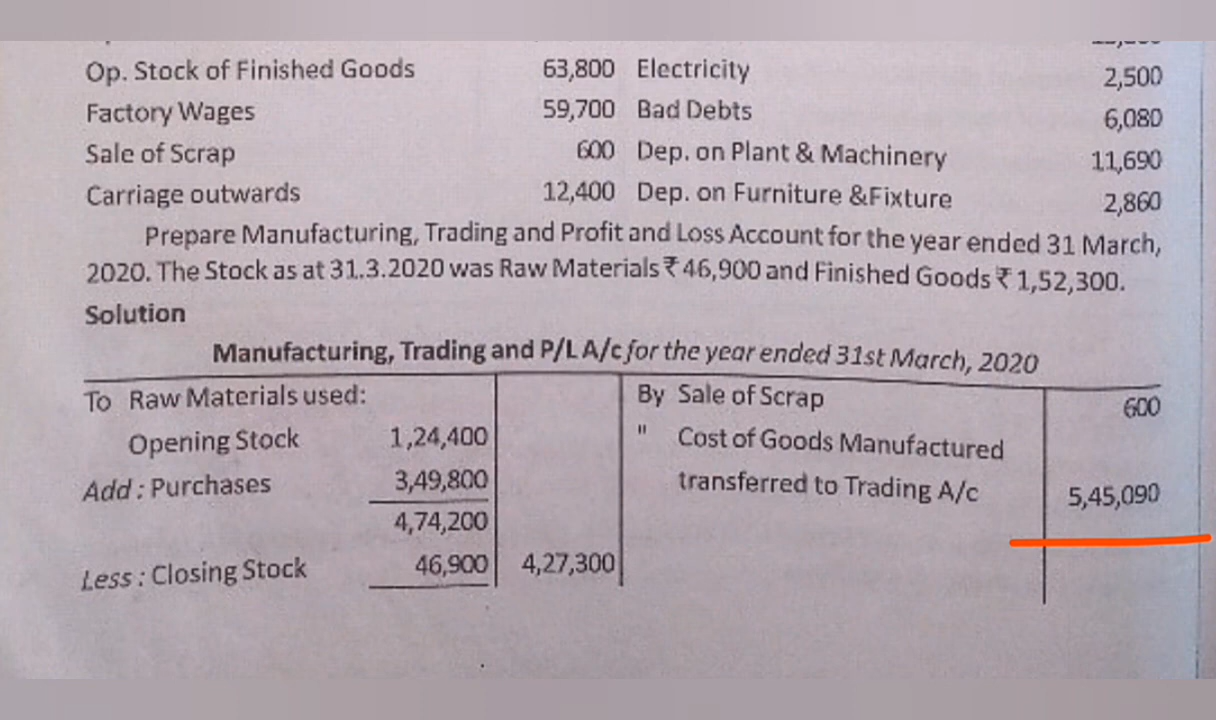 Op. Stock of Finished Goods 63,800 Electricity 2,500
Factory Wages 59,700 Bad Debts 6,080
Sale of Scrap 600 Dep. on Plant & Machinery 11,690
Carriage outwards 12,400 Dep. on Furniture &Fixture 2,860
Prepare Manufacturing, Trading and Profit and Loss Account for the year ended 31 March,
2020. The Stock as at 31.3.2020 was Raw Materials ₹ 46,900 and Finished Goods ₹ 1,52,300.
Solution
Manufacturing, Trading and P/L A/c for the year ended 31st March, 2020
To Raw Materials used: By Sale of Scrap 600
Opening Stock 1,24,400 " Cost of Goods Manufactured
Add : Purchases 3,49,800 transferred to Trading A/c 5,45,090
4,74,200
Less : Closing Stock 46,900 4,27,300